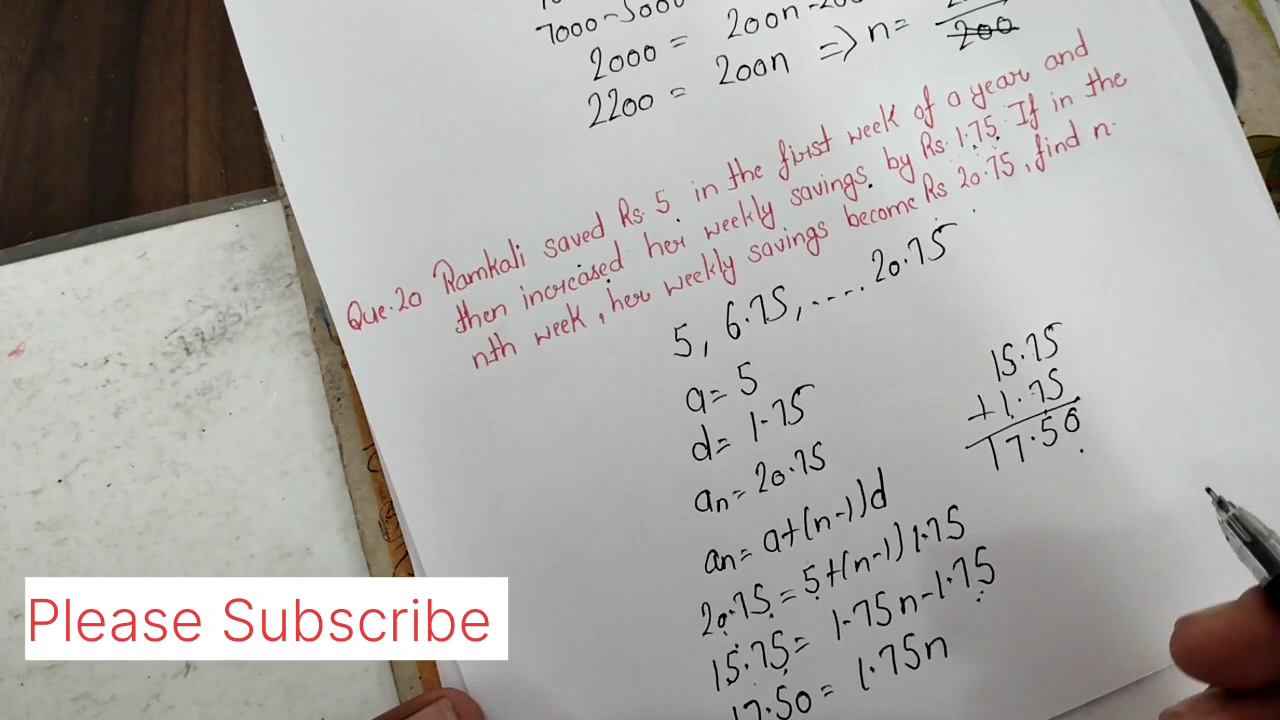 7000-5000
2000 = 200n-200
2200 = 200n => n=
200
Que.20 Ramkali saved Rs. 5 in the first week of a year and
then increased her weekly savings by Rs. 1.75. If in the
nth week, her weekly savings become Rs 20.75, find n.
5, 6.75, .... 20.75
a= 5
d= 1.75
an= 20.75
an= a+(n-1)d
20.75 = 5+(n-1)1.75
15.75= 1.75n-1.75
17.50= 1.75n
15.75
+1.75
17.50
Please Subscribe